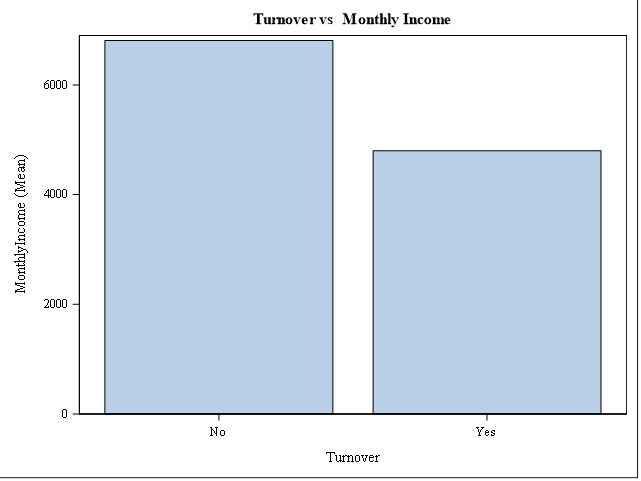 Turnover vs Monthly Income
MonthlyIncome (Mean)
6000
4000
2000
0
No
Yes
Turnover